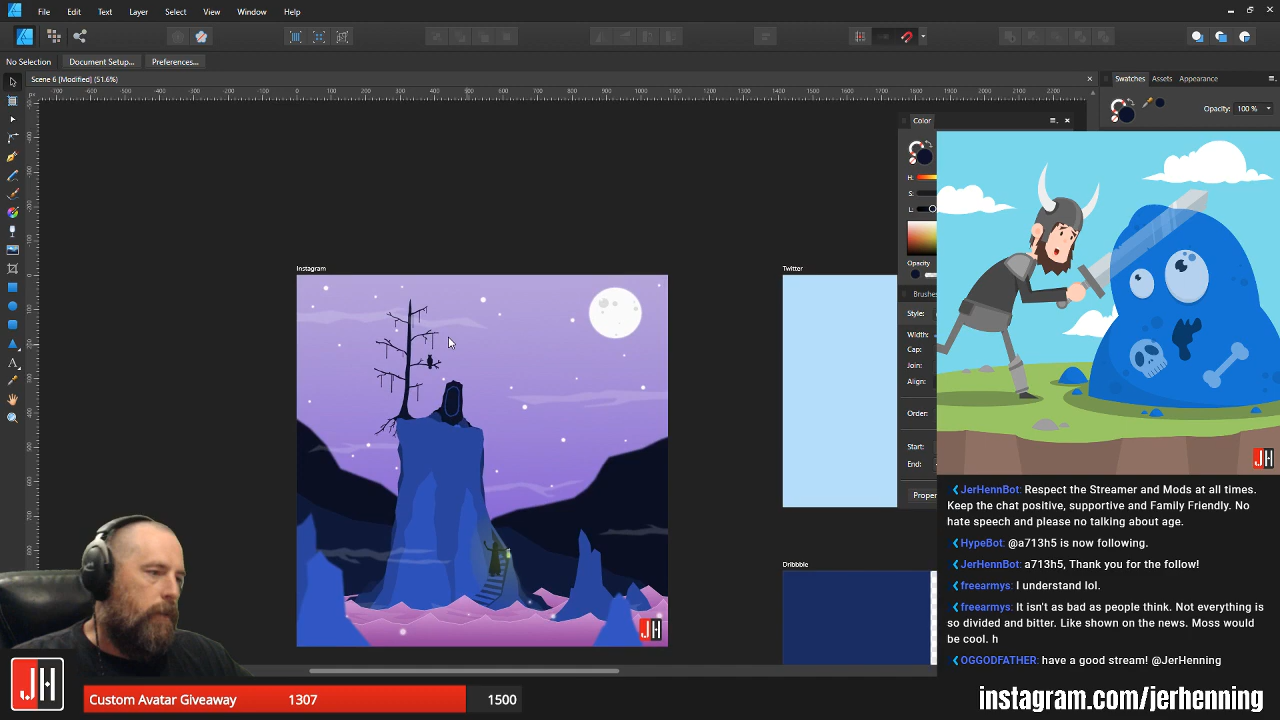 File Edit Text Layer Select View Window Help
No Selection Document Setup... Preferences...
Scene 6 [Modified] (51.6%)
Swatches Assets Appearance
Opacity: 100 %
Color
H:
S:
L:
Opacity
Brushes
Style:
Width:
Cap:
Join:
Align:
Order:
Start:
End:
Proper
Instagram
Twitter
Dribbble
JH
JH
JerHennBot: Respect the Streamer and Mods at all times.
Keep the chat positive, supportive and Family Friendly. No
hate speech and please no talking about age.
HypeBot: @a713h5 is now following.
JerHennBot: a713h5, Thank you for the follow!
freearmys: I understand lol.
freearmys: It isn't as bad as people think. Not everything is
so divided and bitter. Like shown on the news. Moss would
be cool. h
OGGODFATHER: have a good stream! @JerHenning
JH
Custom Avatar Giveaway 1307 1500
instagram.com/jerhenning